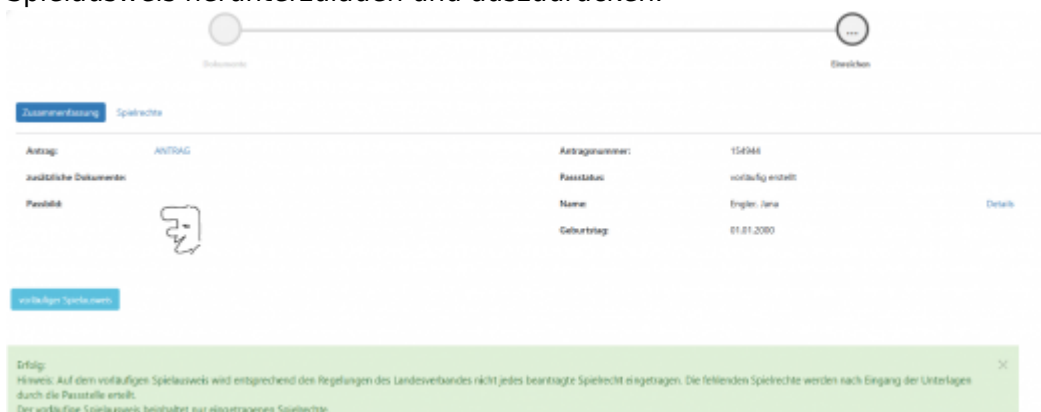 Spielausweis herunterzuladen und auszudrucken.
...
Dokumente
Einreichen
Zusammenfassung Spielrechte
Antrag: ANTRAG Antragsnummer: 154944
zusätzliche Dokumente: Passstatus: vorläufig erstellt
Passbild: Name: Engler, Jana Details
Geburtstag: 01.01.2000
vorläufiger Spielausweis
Erfolg:
Hinweis: Auf dem vorläufigen Spielausweis wird entsprechend den Regelungen des Landesverbandes nicht jedes beantragte Spielrecht eingetragen. Die fehlenden Spielrechte werden nach Eingang der Unterlagen
durch die Passstelle erteilt.
Der vorläufige Spielausweis beinhaltet nur eingetragenen Spielrechte.